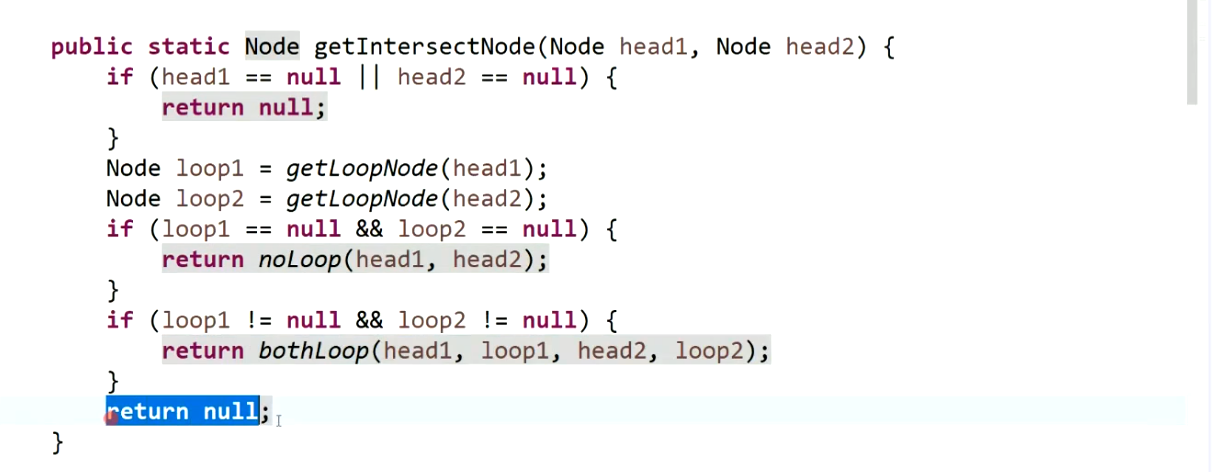 public static Node getIntersectNode(Node head1, Node head2) {
if (head1 == null || head2 == null) {
return null;
}
Node loop1 = getLoopNode(head1);
Node loop2 = getLoopNode(head2);
if (loop1 == null && loop2 == null) {
return noLoop(head1, head2);
}
if (loop1 != null && loop2 != null) {
return bothLoop(head1, loop1, head2, loop2);
}
return null;
}